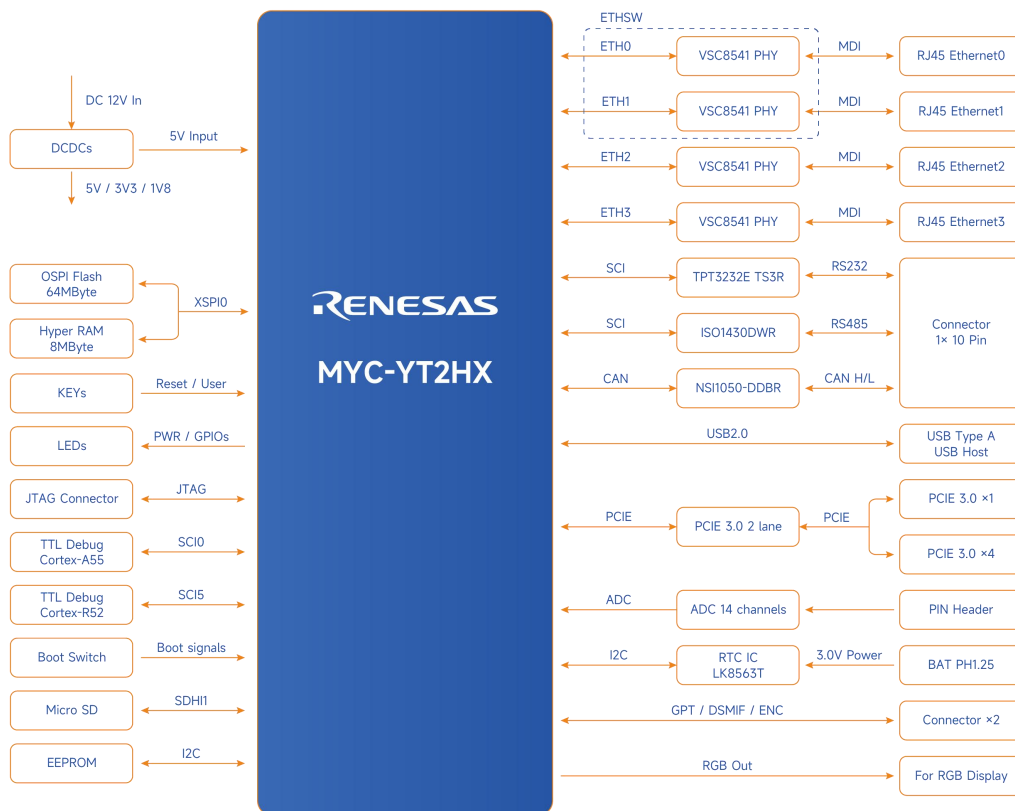 DC 12V In
DCDCs
5V Input
5V / 3V3 / 1V8
OSPI Flash
64MByte
Hyper RAM
8MByte
XSPI0
KEYs
Reset / User
LEDs
PWR / GPIOs
JTAG Connector
JTAG
TTL Debug
Cortex-A55
SCI0
TTL Debug
Cortex-R52
SCI5
Boot Switch
Boot signals
Micro SD
SDHI1
EEPROM
I2C
RENESAS
MYC-YT2HX
ETHSW
ETH0
VSC8541 PHY
MDI
RJ45 Ethernet0
ETH1
VSC8541 PHY
MDI
RJ45 Ethernet1
ETH2
VSC8541 PHY
MDI
RJ45 Ethernet2
ETH3
VSC8541 PHY
MDI
RJ45 Ethernet3
SCI
TPT3232E TS3R
RS232
SCI
ISO1430DWR
RS485
CAN
NSI1050-DDBR
CAN H/L
Connector
1× 10 Pin
USB2.0
USB Type A
USB Host
PCIE
PCIE 3.0 2 lane
PCIE
PCIE 3.0 ×1
PCIE 3.0 ×4
ADC
ADC 14 channels
PIN Header
I2C
RTC IC
LK8563T
3.0V Power
BAT PH1.25
GPT / DSMIF / ENC
Connector ×2
RGB Out
For RGB Display